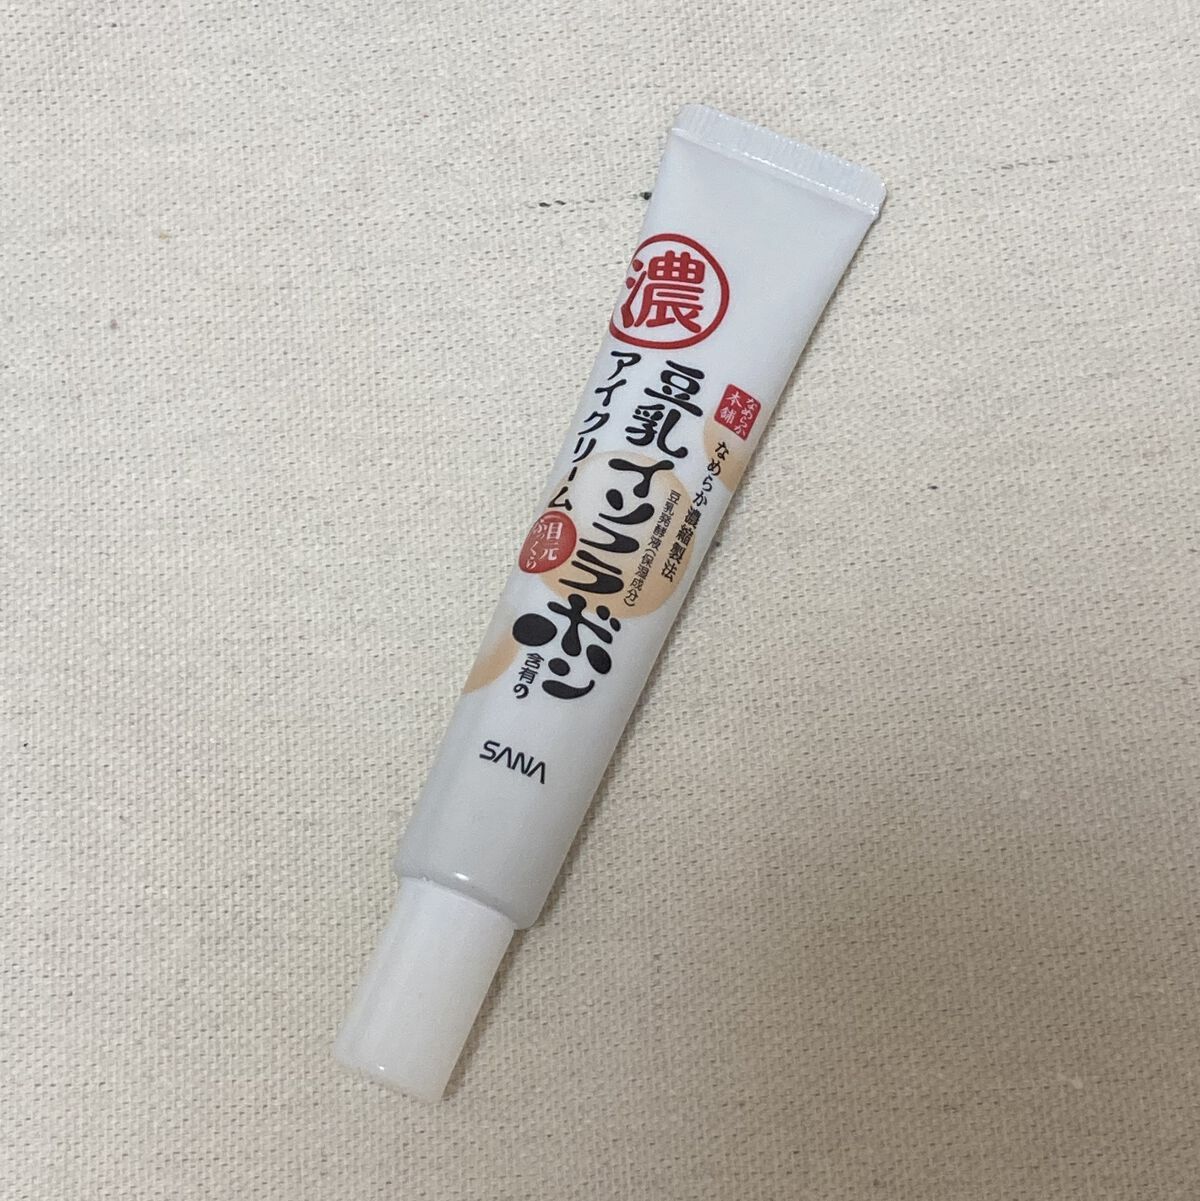 濃
なめらか
本舗
なめらか濃縮製法
豆乳発酵液(保湿成分)
豆乳イソフラボン
含有の
アイクリーム
目元
ふっくら
SANA